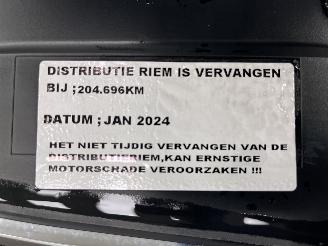 DISTRIBUTIE RIEM IS VERVANGEN
BIJ ;204.696KM
DATUM ; JAN 2024
HET NIET TIJDIG VERVANGEN VAN DE
DISTRIBUTIERIEM,KAN ERNSTIGE
MOTORSCHADE VEROORZAKEN !!!